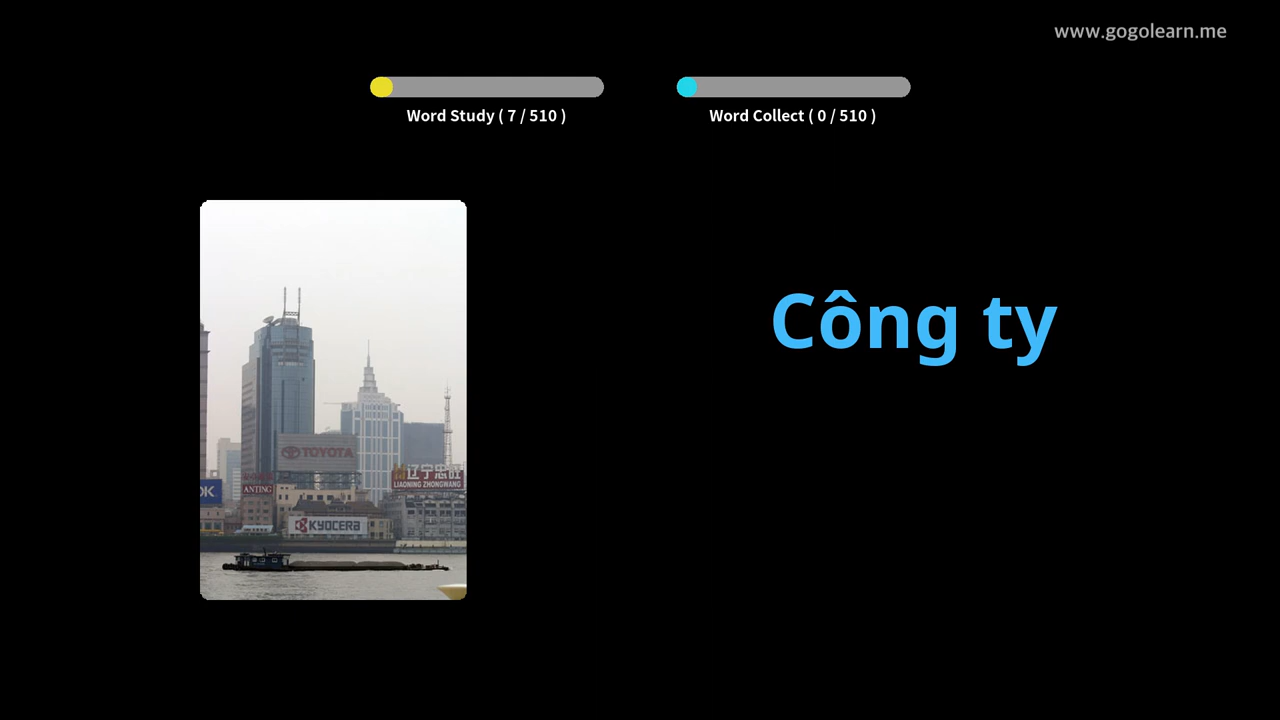 www.gogolearn.me
Word Study ( 7 / 510 )
Word Collect ( 0 / 510 )
Công ty
TOYOTA
辽宁忠旺
LIAONING ZHONGWANG
OK
ANTING
KYOCERA